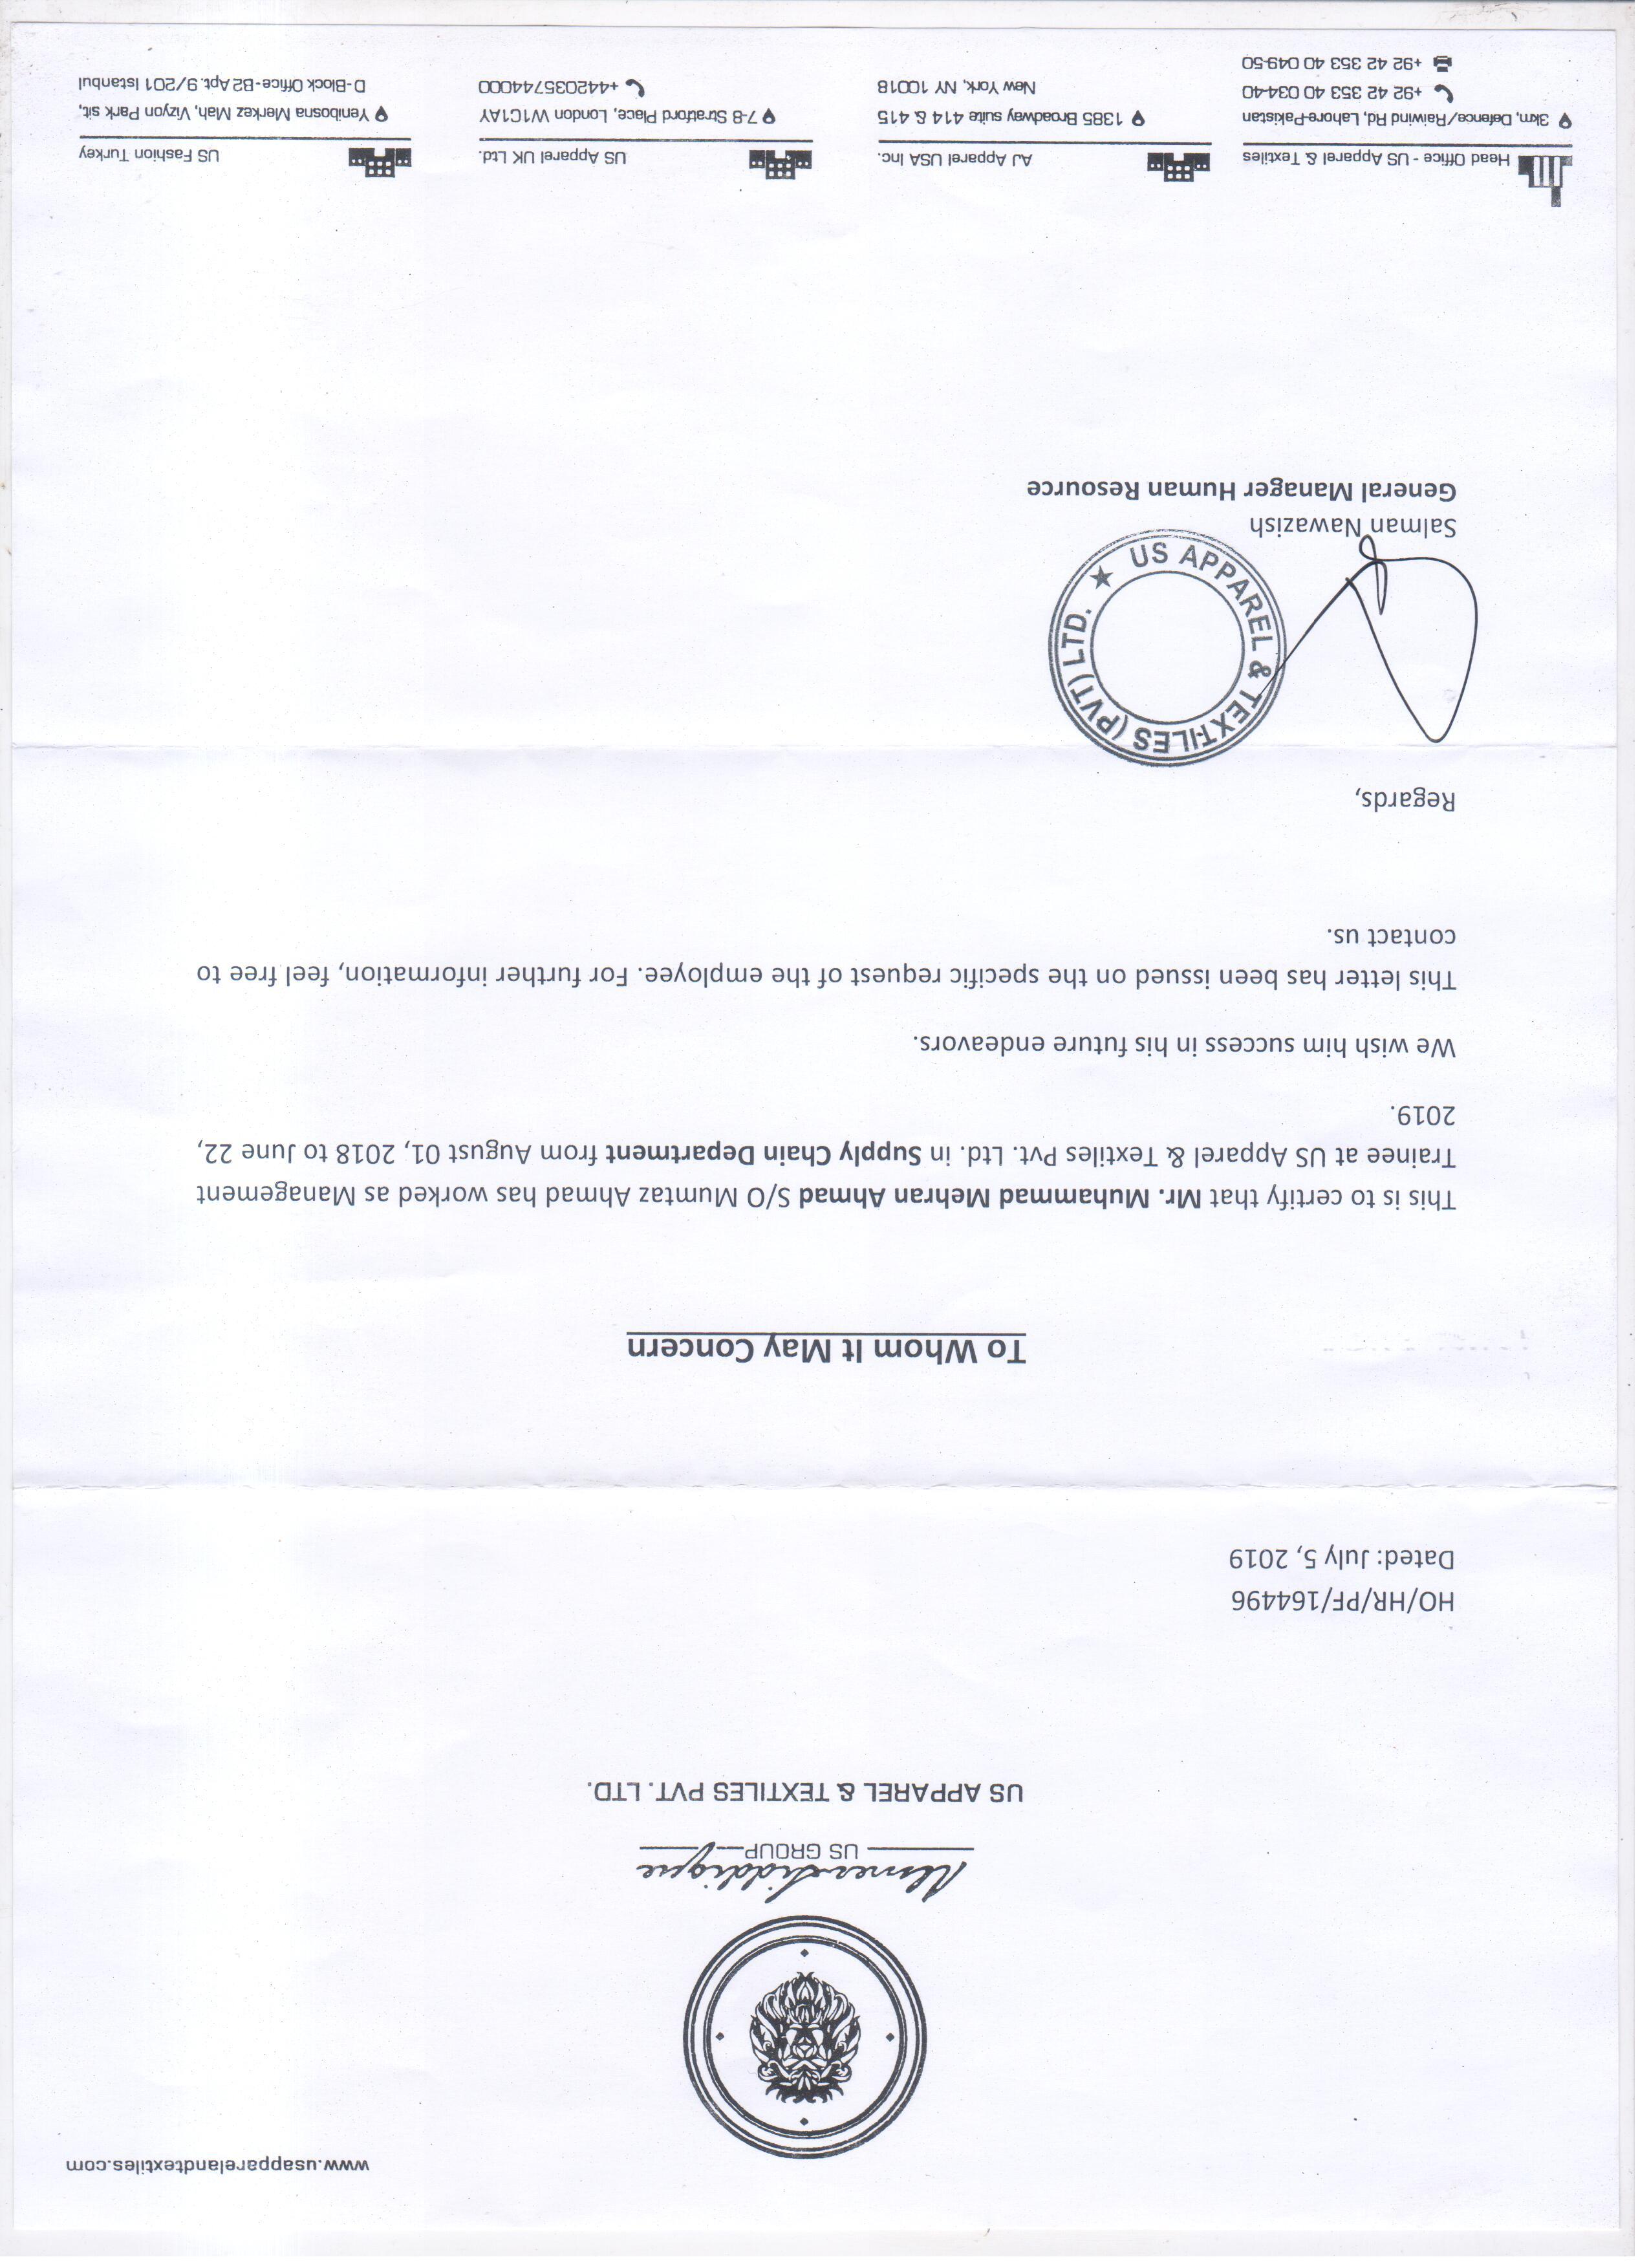 www.usapparelandtextiles.com
Umer Siddique
US GROUP
US APPAREL & TEXTILES PVT. LTD.
HO/HR/PF/164496
Dated: July 5, 2019
To Whom It May Concern
This is to certify that Mr. Muhammad Mehran Ahmad S/O Mumtaz Ahmad has worked as Management
Trainee at US Apparel & Textiles Pvt. Ltd. in Supply Chain Department from August 01, 2018 to June 22,
2019.
We wish him success in his future endeavors.
This letter has been issued on the specific request of the employee. For further information, feel free to
contact us.
Regards,
US APPAREL & TEXTILES (PVT) LTD.
Salman Nawazish
General Manager Human Resource
Head Office - US Apparel & Textiles
3km, Defence/Raiwind Rd, Lahore-Pakistan
+92 42 353 40 034-40
+92 42 353 40 049-50
AJ Apparel USA Inc.
1385 Broadway suite 414 & 415
New York, NY 10018
US Apparel UK Ltd.
7-8 Stratford Place, London W1C1AY
+442035744000
US Fashion Turkey
Yenibosna Merkez Mah, Vizyon Park sit,
D-Block Office-B2 Apt. 9/201 Istanbul